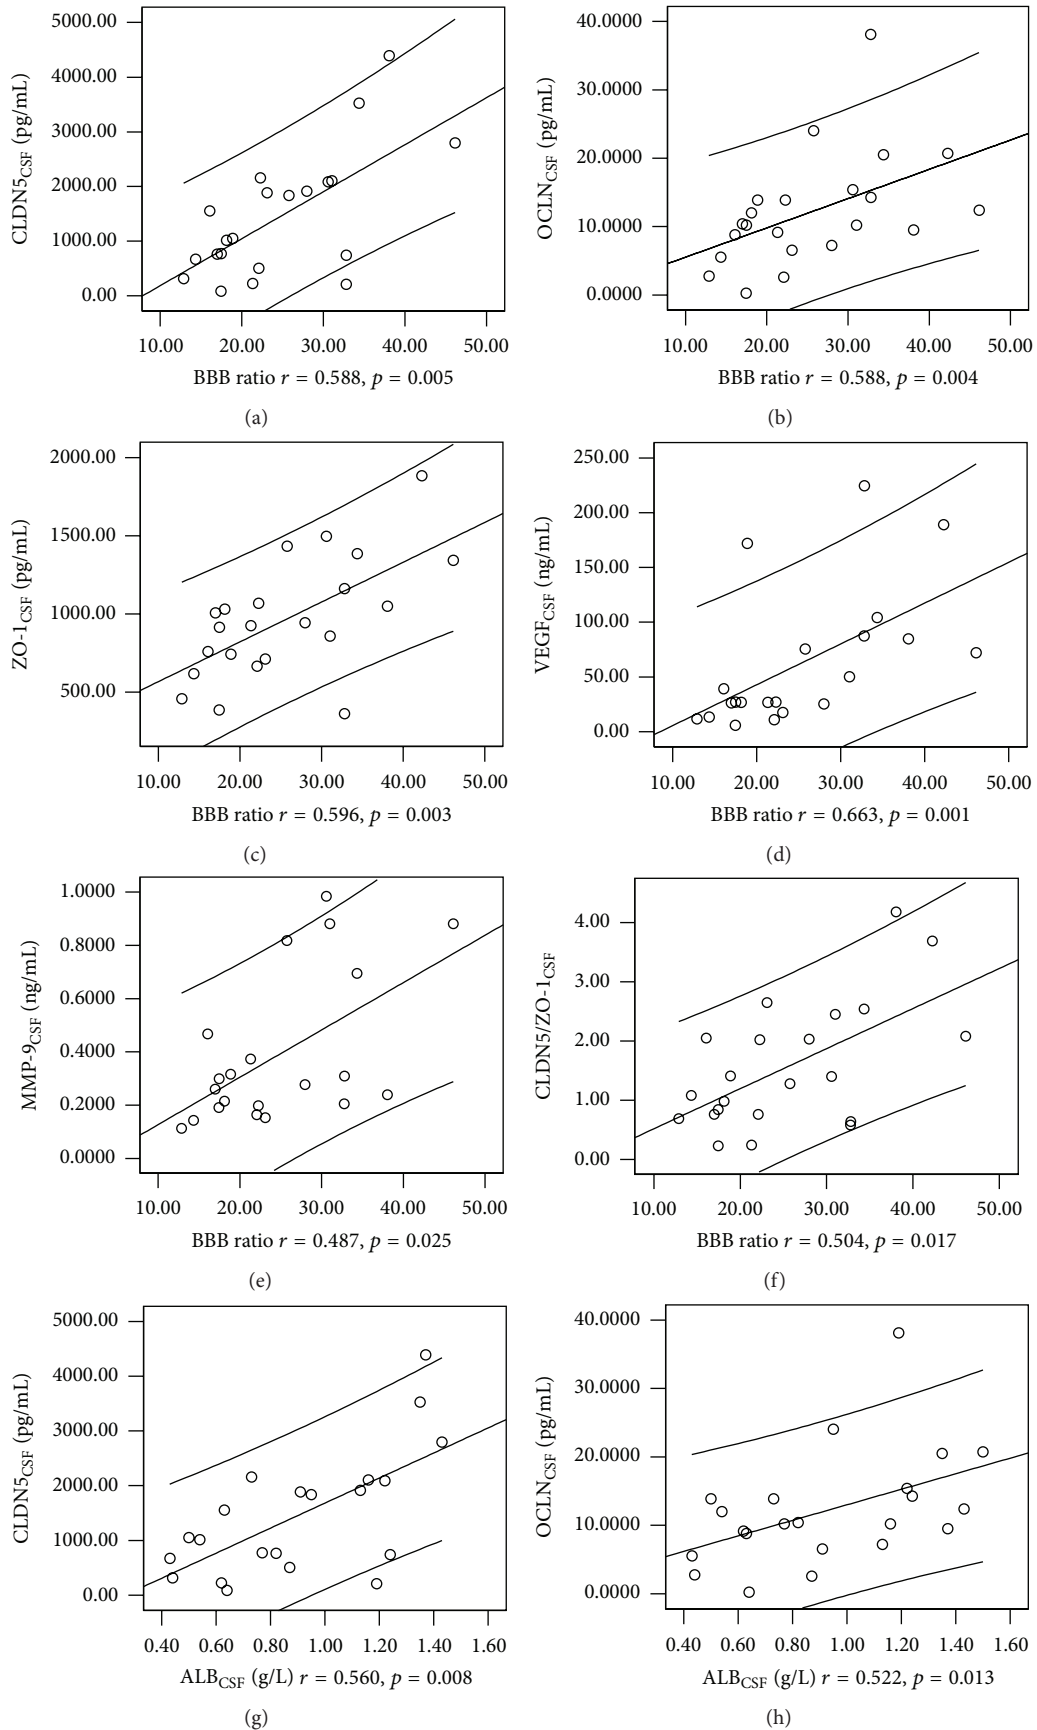 CLDN5CSF (pg/mL)
5000.00
4000.00
3000.00
2000.00
1000.00
0.00
10.00 20.00 30.00 40.00 50.00
BBB ratio r = 0.588, p = 0.005
(a)
OCLNCSF (pg/mL)
40.0000
30.0000
20.0000
10.0000
0.0000
10.00 20.00 30.00 40.00 50.00
BBB ratio r = 0.588, p = 0.004
(b)
ZO-1CSF (pg/mL)
2000.00
1500.00
1000.00
500.00
10.00 20.00 30.00 40.00 50.00
BBB ratio r = 0.596, p = 0.003
(c)
VEGFCSF (ng/mL)
250.00
200.00
150.00
100.00
50.00
0.00
10.00 20.00 30.00 40.00 50.00
BBB ratio r = 0.663, p = 0.001
(d)
MMP-9CSF (ng/mL)
1.0000
0.8000
0.6000
0.4000
0.2000
0.0000
10.00 20.00 30.00 40.00 50.00
BBB ratio r = 0.487, p = 0.025
(e)
CLDN5/ZO-1CSF
4.00
3.00
2.00
1.00
0.00
10.00 20.00 30.00 40.00 50.00
BBB ratio r = 0.504, p = 0.017
(f)
CLDN5CSF (pg/mL)
5000.00
4000.00
3000.00
2000.00
1000.00
0.00
0.40 0.60 0.80 1.00 1.20 1.40 1.60
ALBCSF (g/L) r = 0.560, p = 0.008
(g)
OCLNCSF (pg/mL)
40.0000
30.0000
20.0000
10.0000
0.0000
0.40 0.60 0.80 1.00 1.20 1.40 1.60
ALBCSF (g/L) r = 0.522, p = 0.013
(h)